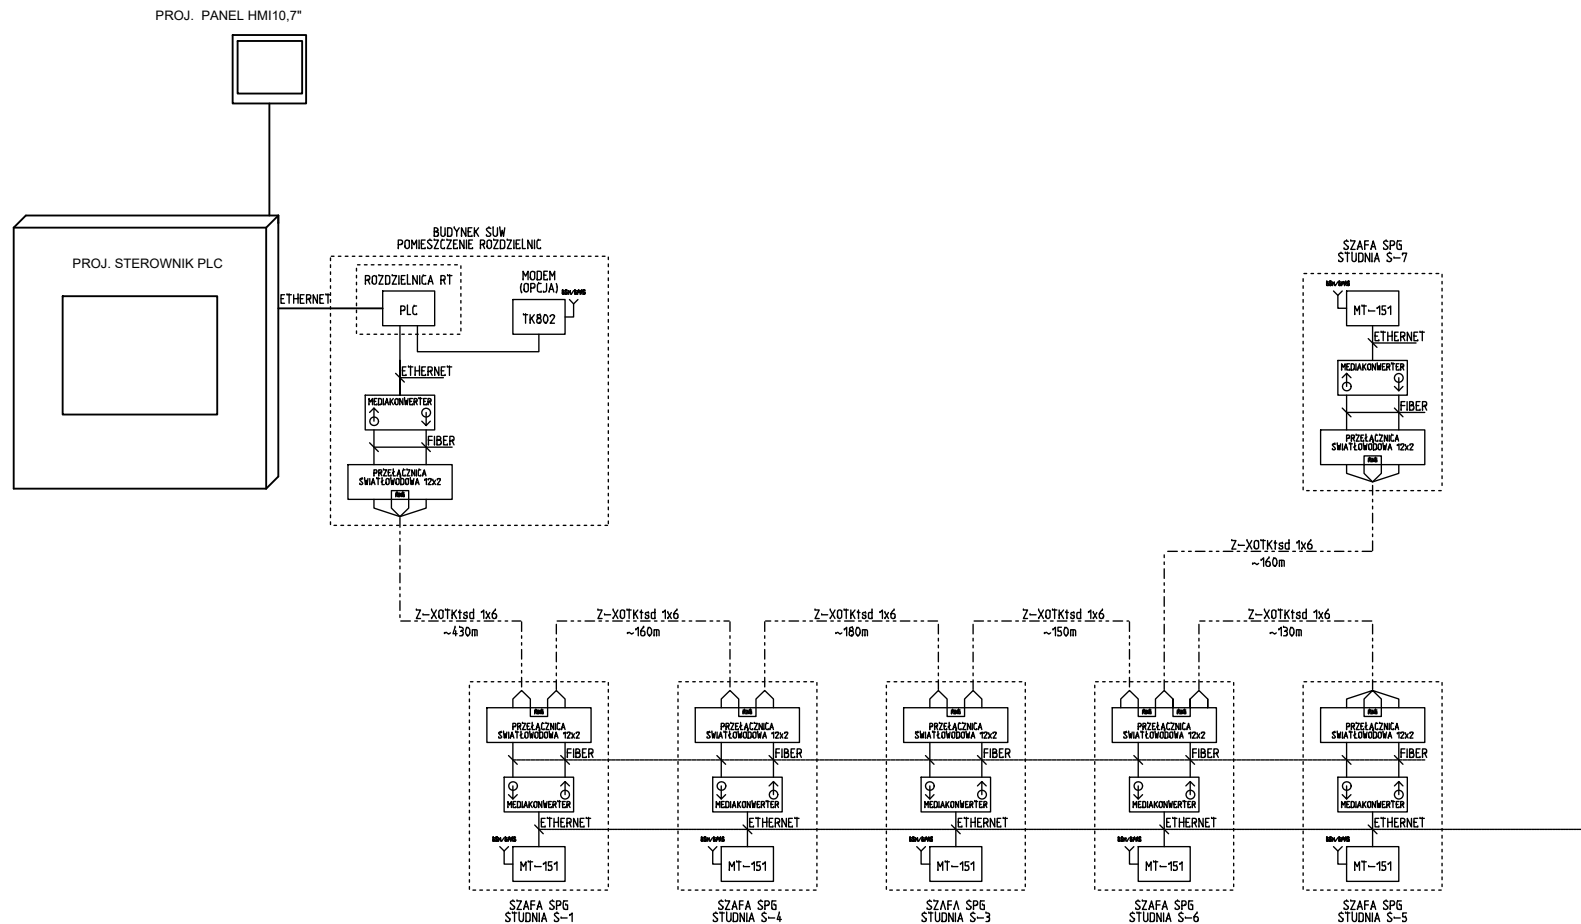 PROJ. PANEL HMI10,7"
PROJ. STEROWNIK PLC
ETHERNET
BUDYNEK SUW
POMIESZCZENIE ROZDZIELNIC
ROZDZIELNICA RT
PLC
MODEM
(OPCJA)
TK802
ETHERNET
MEDIAKONWERTER
FIBER
PRZEŁĄCZNICA
ŚWIATŁOWODOWA 12x2
SZAFA SPG
STUDNIA S-7
MT-151
ETHERNET
MEDIAKONWERTER
FIBER
PRZEŁĄCZNICA
ŚWIATŁOWODOWA 12x2
Z-XOTKtsd 1x6
~160m
Z-XOTKtsd 1x6
~430m
Z-XOTKtsd 1x6
~160m
Z-XOTKtsd 1x6
~180m
Z-XOTKtsd 1x6
~150m
Z-XOTKtsd 1x6
~130m
PRZEŁĄCZNICA
ŚWIATŁOWODOWA 12x2
FIBER
MEDIAKONWERTER
ETHERNET
MT-151
SZAFA SPG
STUDNIA S-1
PRZEŁĄCZNICA
ŚWIATŁOWODOWA 12x2
FIBER
MEDIAKONWERTER
ETHERNET
MT-151
SZAFA SPG
STUDNIA S-4
PRZEŁĄCZNICA
ŚWIATŁOWODOWA 12x2
FIBER
MEDIAKONWERTER
ETHERNET
MT-151
SZAFA SPG
STUDNIA S-3
PRZEŁĄCZNICA
ŚWIATŁOWODOWA 12x2
FIBER
MEDIAKONWERTER
ETHERNET
MT-151
SZAFA SPG
STUDNIA S-6
PRZEŁĄCZNICA
ŚWIATŁOWODOWA 12x2
FIBER
MEDIAKONWERTER
ETHERNET
MT-151
SZAFA SPG
STUDNIA S-5